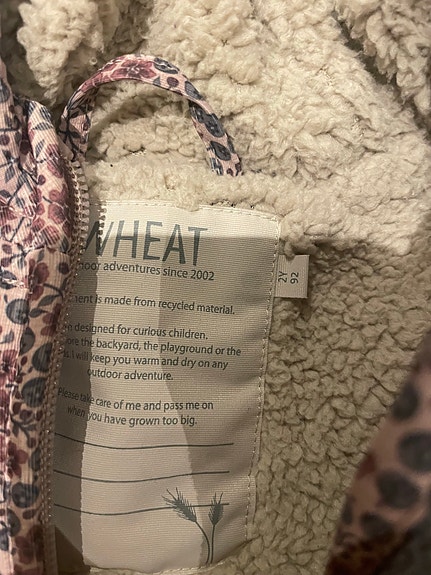 WHEAT
door adventures since 2002
ment is made from recycled material.
designed for curious children.
ore the backyard, the playground or the
I will keep you warm and dry on any
outdoor adventure.
Please take care of me and pass me on
when you have grown too big.
2Y
92